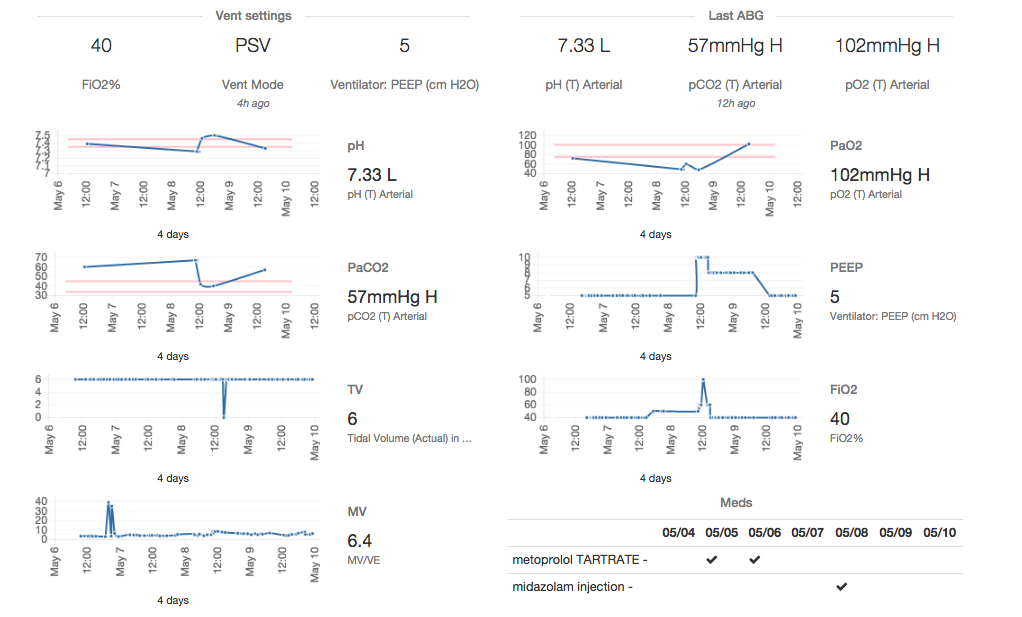 Vent settings
40 PSV 5
FiO2% Vent Mode Ventilator: PEEP (cm H2O)
4h ago
Last ABG
7.33 L 57mmHg H 102mmHg H
pH (T) Arterial pCO2 (T) Arterial pO2 (T) Arterial
12h ago
7.5
7.4
7.3
7.2
7.1
7
May 6 12:00 May 7 12:00 May 8 12:00 May 9 12:00 May 10 12:00
4 days
pH
7.33 L
pH (T) Arterial
120
100
80
60
40
May 6 12:00 May 7 12:00 May 8 12:00 May 9 12:00 May 10 12:00
4 days
PaO2
102mmHg H
pO2 (T) Arterial
70
60
50
40
30
May 6 12:00 May 7 12:00 May 8 12:00 May 9 12:00 May 10 12:00
4 days
PaCO2
57mmHg H
pCO2 (T) Arterial
10
9
8
7
6
5
May 6 12:00 May 7 12:00 May 8 12:00 May 9 12:00 May 10
4 days
PEEP
5
Ventilator: PEEP (cm H2O)
6
4
2
0
May 6 12:00 May 7 12:00 May 8 12:00 May 9 12:00 May 10
4 days
TV
6
Tidal Volume (Actual) in ...
100
80
60
40
May 6 12:00 May 7 12:00 May 8 12:00 May 9 12:00 May 10
4 days
FiO2
40
FiO2%
40
30
20
10
0
May 6 12:00 May 7 12:00 May 8 12:00 May 9 12:00 May 10
4 days
MV
6.4
MV/VE
Meds
05/04 05/05 05/06 05/07 05/08 05/09 05/10
metoprolol TARTRATE - ✔ ✔
midazolam injection - ✔